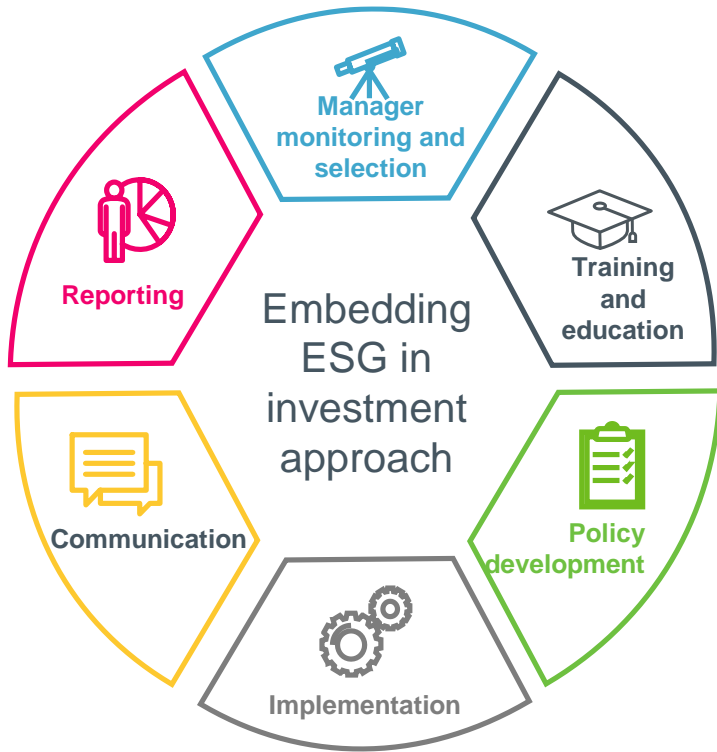 Manager
monitoring and
selection
Training
and
education
Reporting
Embedding
ESG in
investment
approach
Communication
Policy
development
Implementation